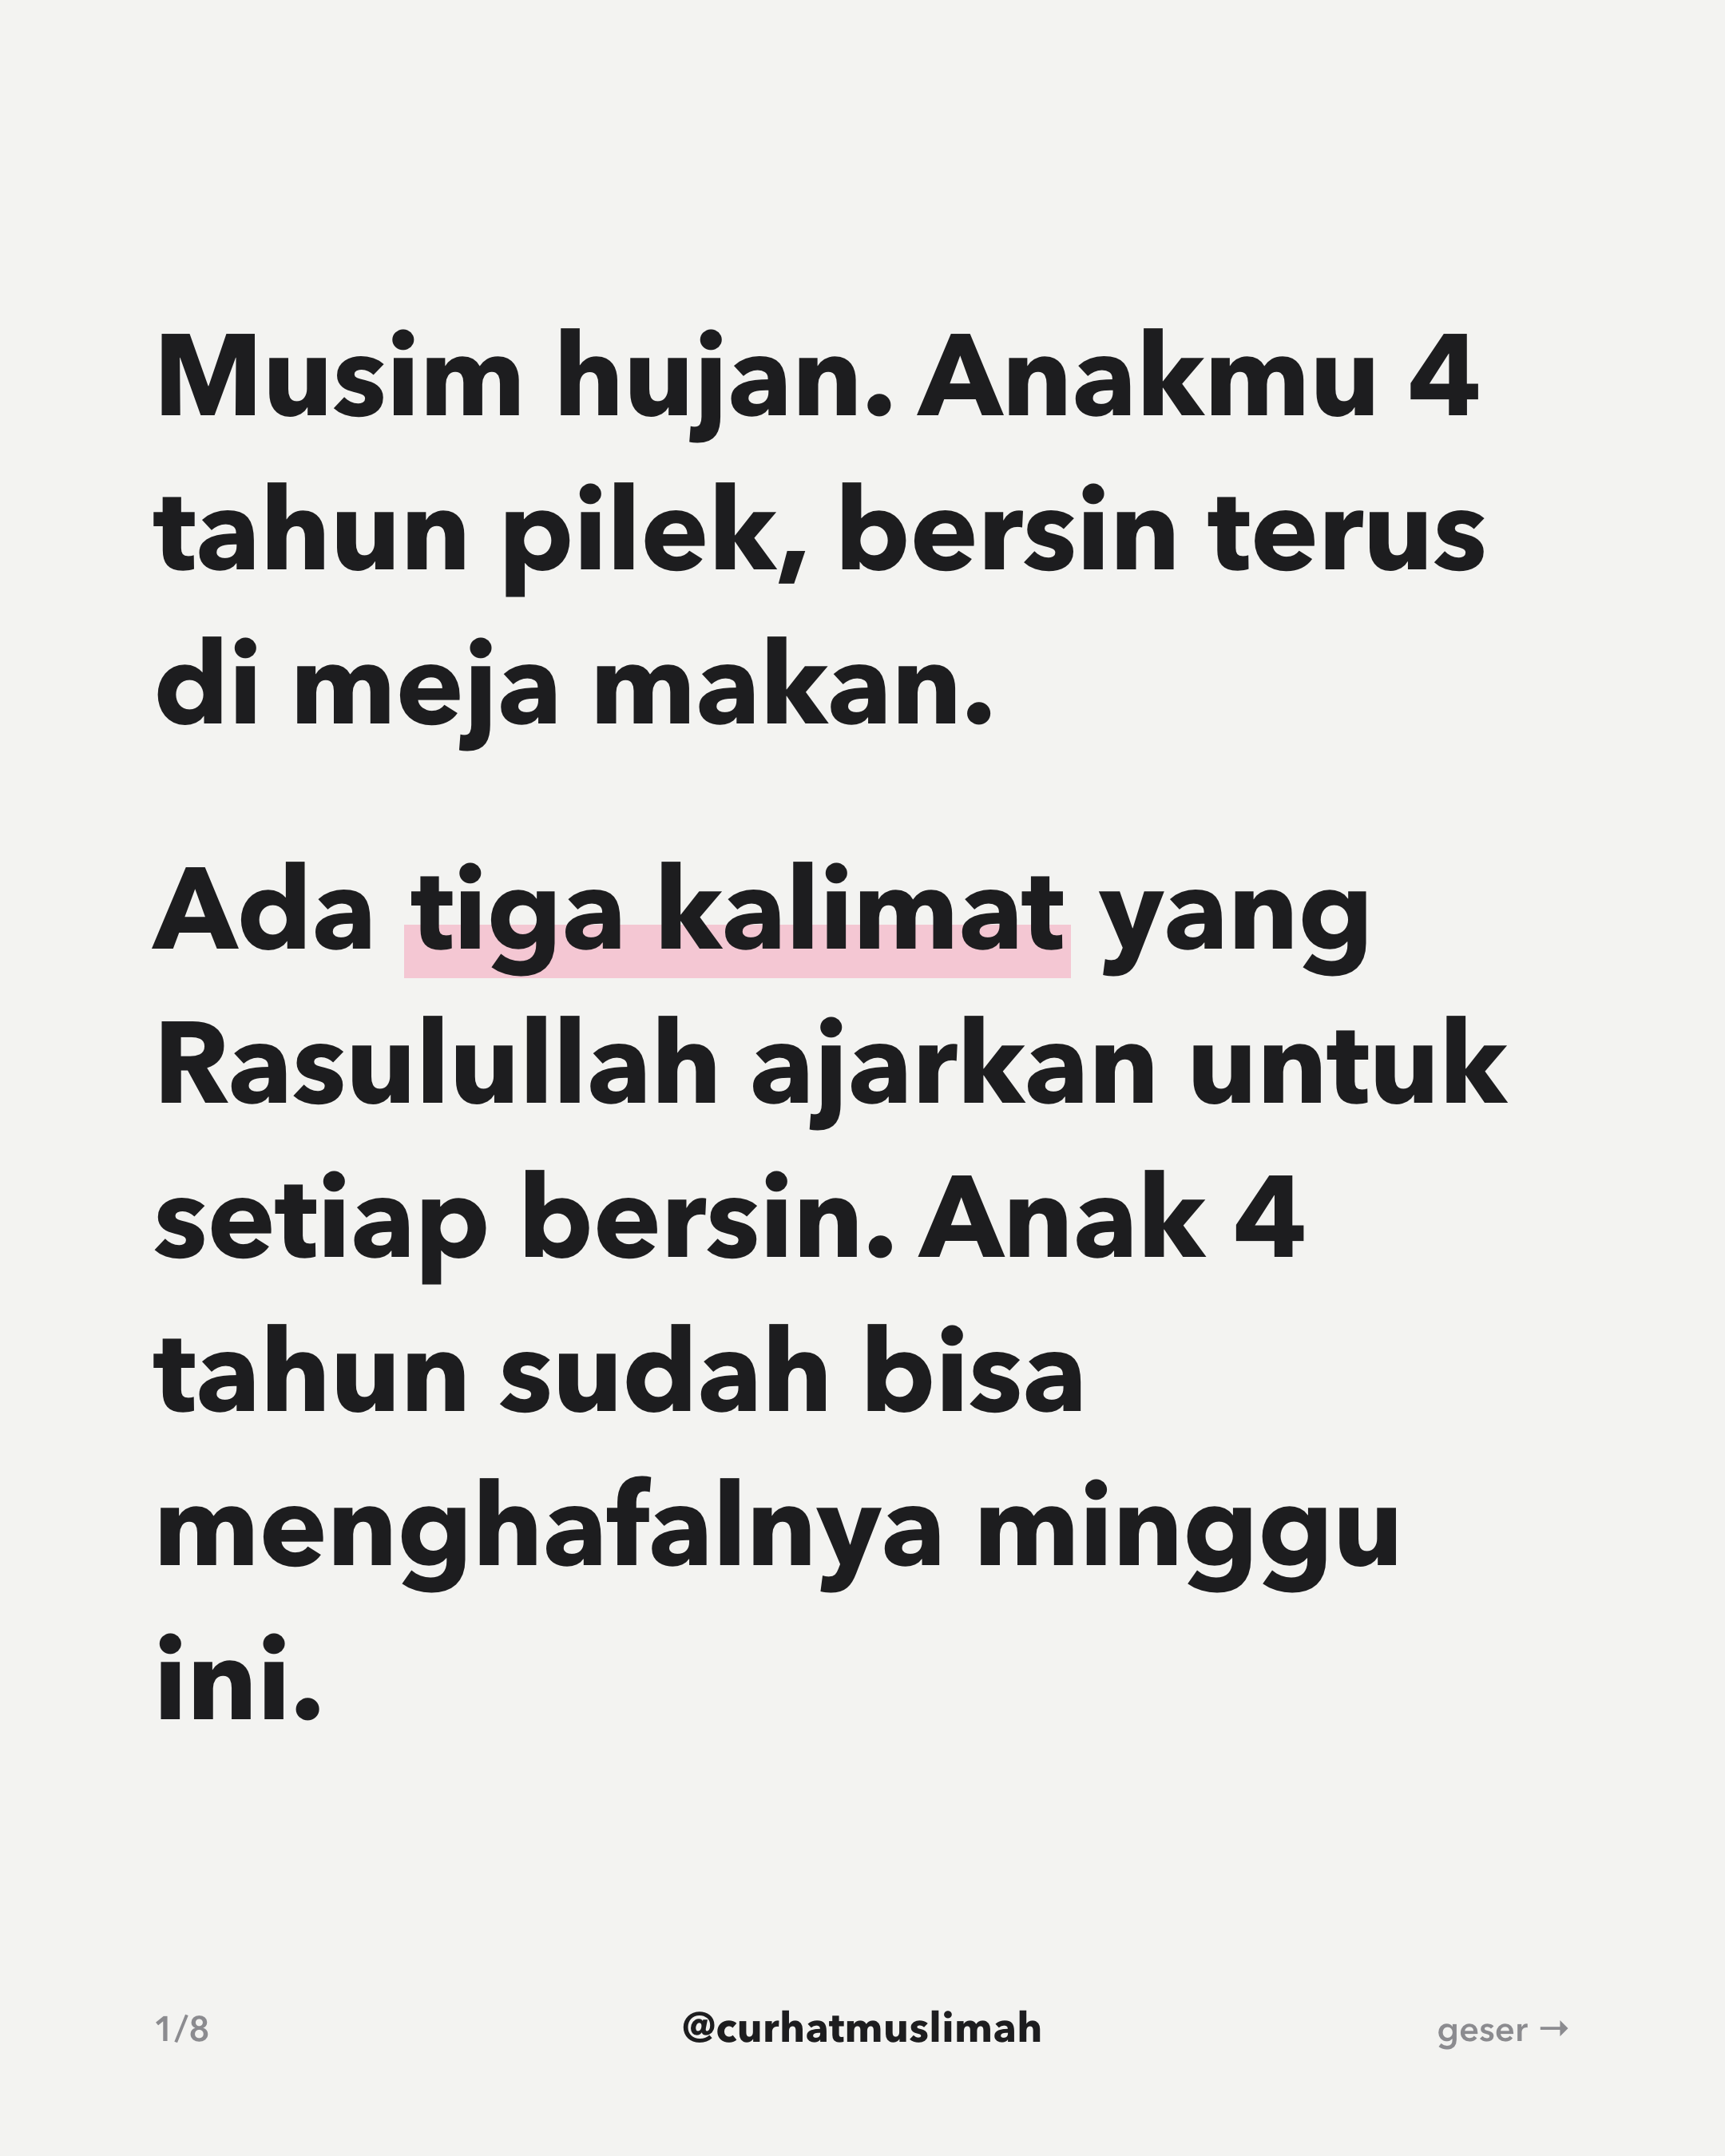 Musim hujan. Anakmu 4
tahun pilek, bersin terus
di meja makan.
Ada tiga kalimat yang
Rasulullah ajarkan untuk
setiap bersin. Anak 4
tahun sudah bisa
menghafalnya minggu
ini.
1/8
@curhatmuslimah
geser →